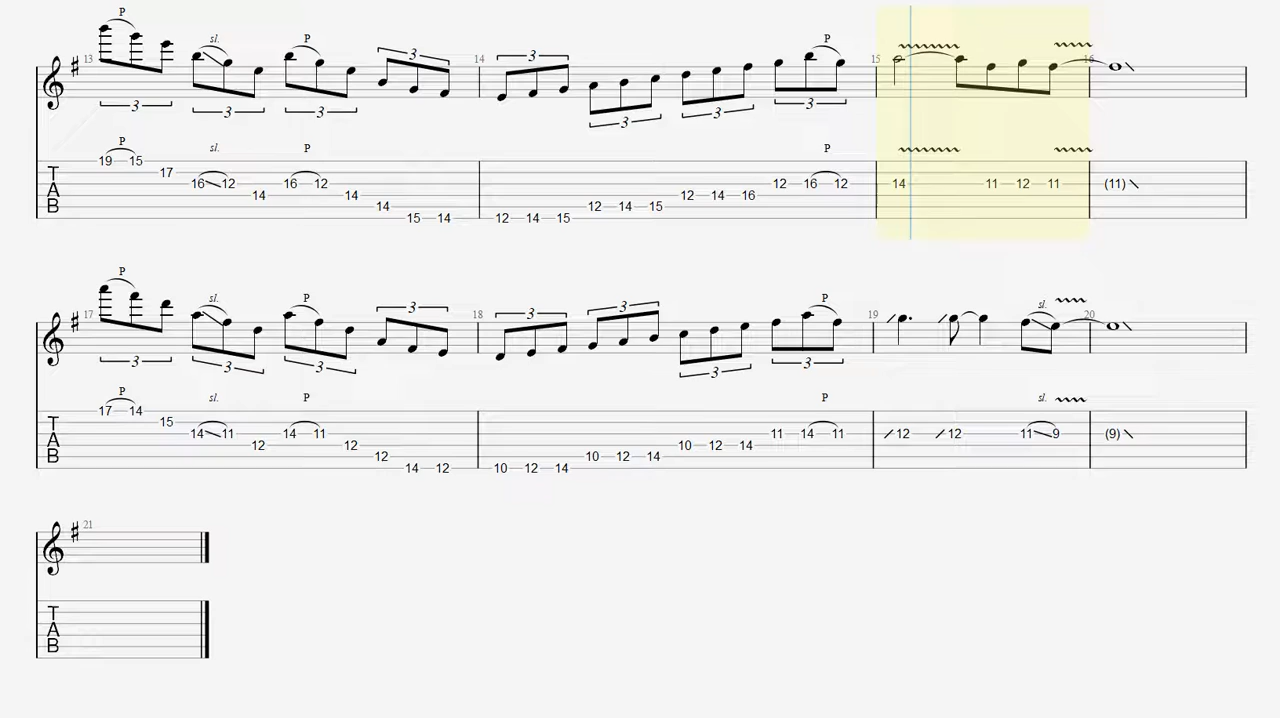 P sl. P 3 3 P
13 14 15 16
3 3 3 3 3 3
P sl. P P
19 15 12 16 12
T 17
A 16 12 16 12 12 16 12 14 11 12 11 (11)
14 14 12 14 16
B 14 12 14 15
15 14 12 14 15
P sl. P 3 3 3 P sl.
17 18 19 20
3 3 3 3 3
P sl. P P sl.
17 14
T 15
A 14 11 14 11 11 14 11 12 12 11 9 (9)
12 12 10 12 14
B 12 10 12 14
14 12 10 12 14
21
T
A
B